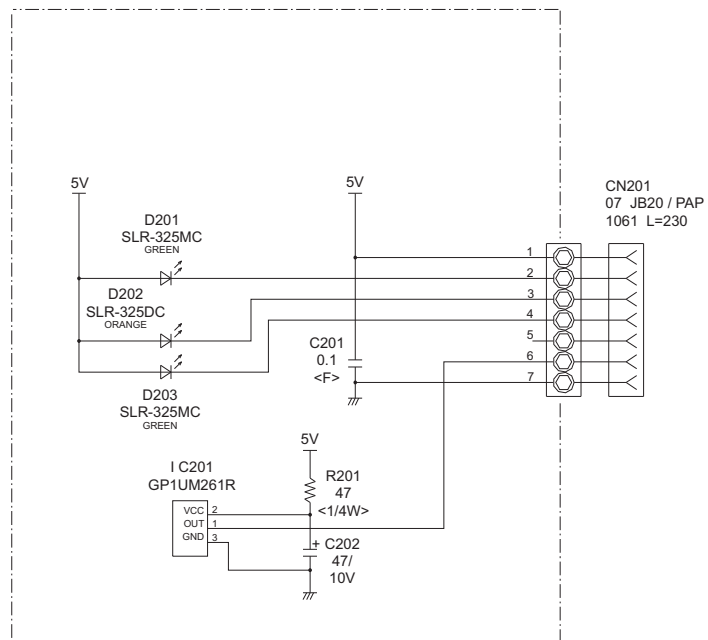 5V
5V
CN201
07 JB20 / PAP
1061 L=230
D201
SLR-325MC
GREEN
D202
SLR-325DC
ORANGE
D203
SLR-325MC
GREEN
C201
0.1
<F>
1
2
3
4
5
6
7
5V
I C201
GP1UM261R
R201
47
<1/4W>
VCC 2
OUT 1
GND 3
+ C202
47/
10V